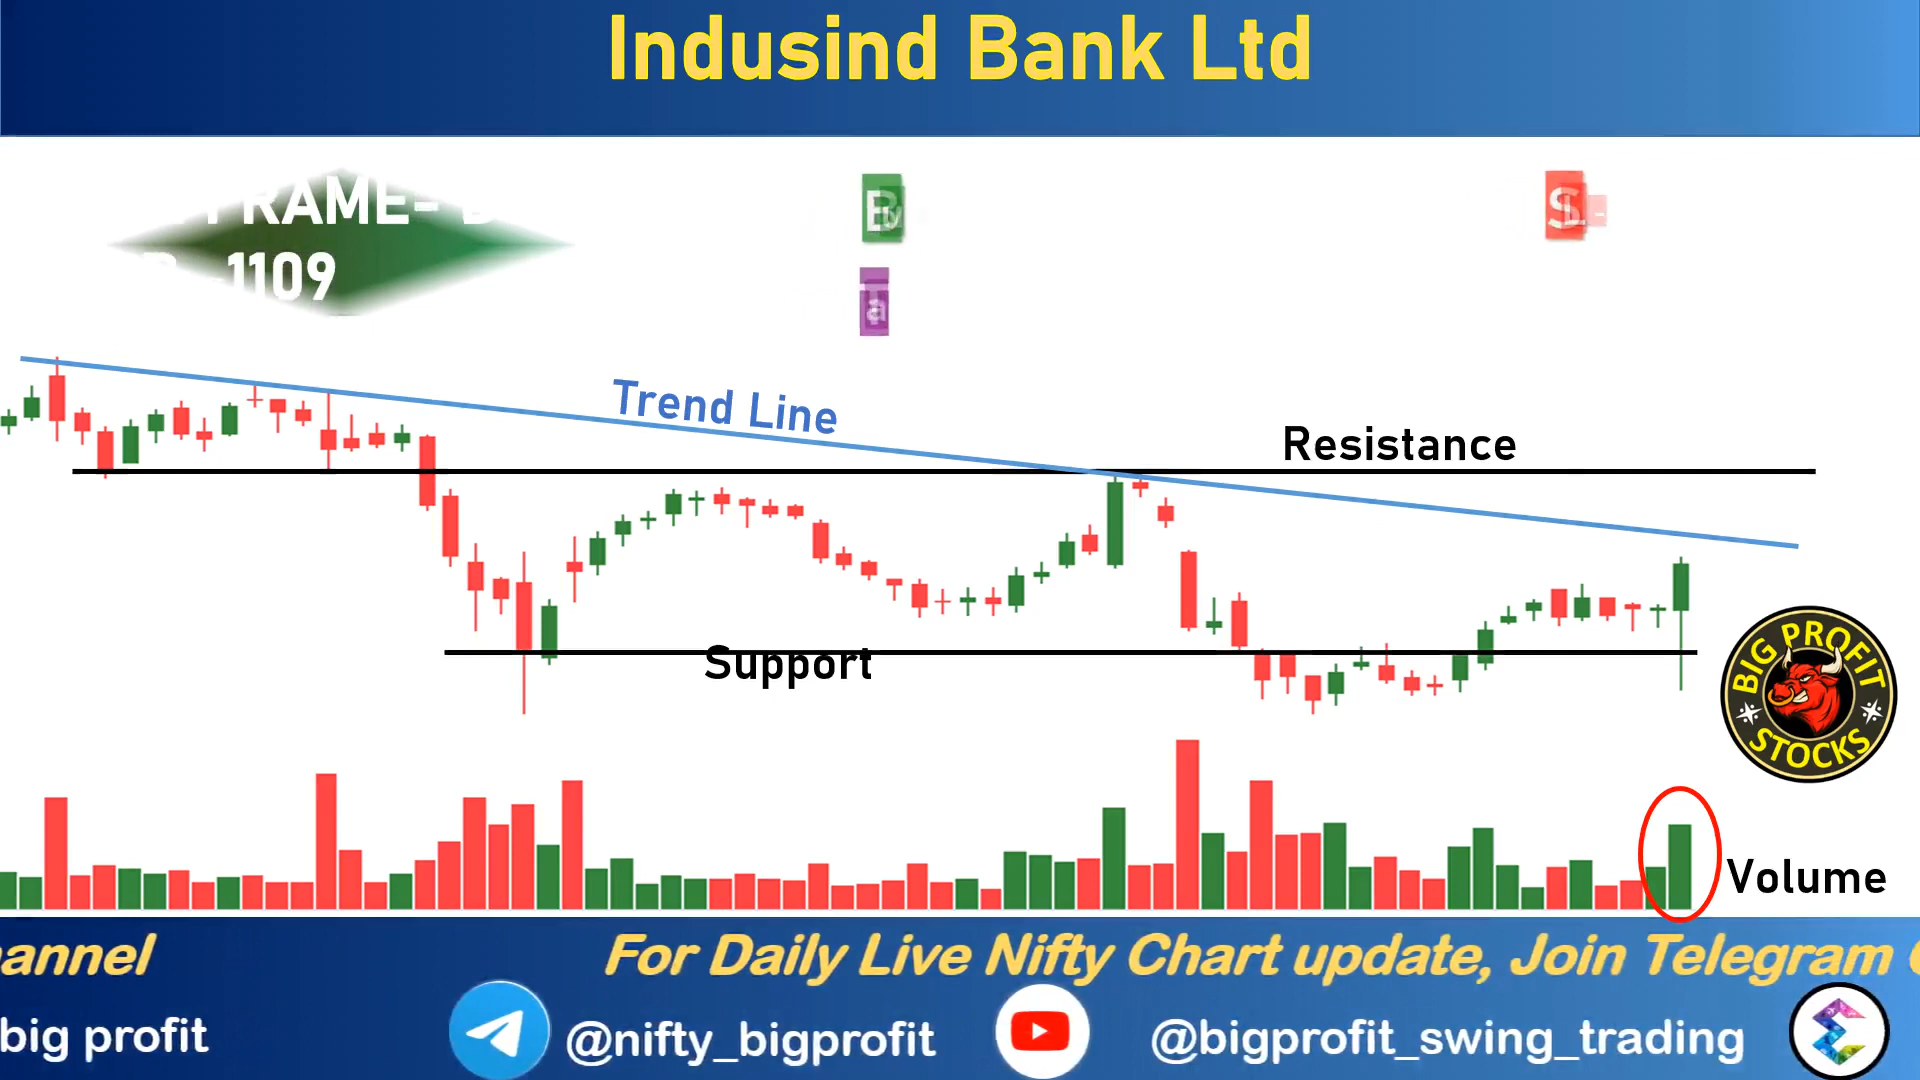 Indusind Bank Ltd
FRAME-
-1109
Trend Line
Resistance
Support
BIG PROFIT
STOCKS
Volume
annel
For Daily Live Nifty Chart update, Join Telegram
big profit
@nifty_bigprofit
@bigprofit_swing_trading